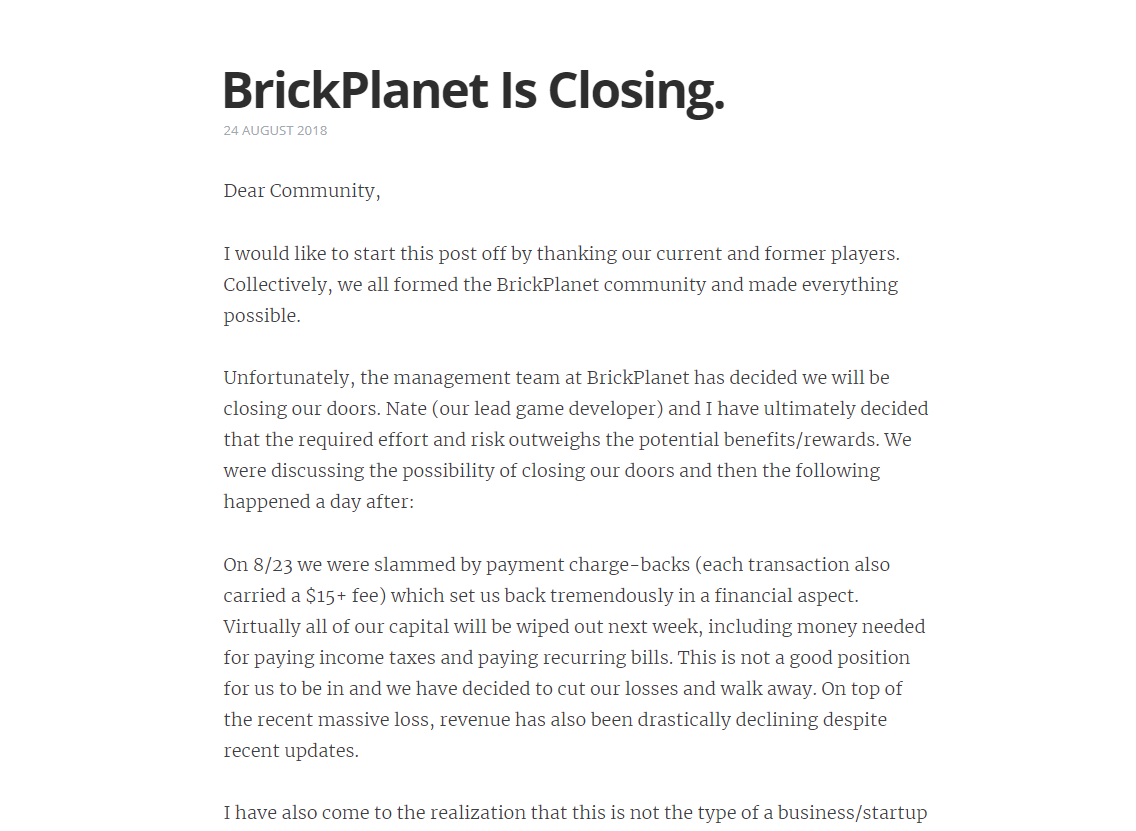 BrickPlanet Is Closing.
24 AUGUST 2018
Dear Community,
I would like to start this post off by thanking our current and former players.
Collectively, we all formed the BrickPlanet community and made everything
possible.
Unfortunately, the management team at BrickPlanet has decided we will be
closing our doors. Nate (our lead game developer) and I have ultimately decided
that the required effort and risk outweighs the potential benefits/rewards. We
were discussing the possibility of closing our doors and then the following
happened a day after:
On 8/23 we were slammed by payment charge-backs (each transaction also
carried a $15+ fee) which set us back tremendously in a financial aspect.
Virtually all of our capital will be wiped out next week, including money needed
for paying income taxes and paying recurring bills. This is not a good position
for us to be in and we have decided to cut our losses and walk away. On top of
the recent massive loss, revenue has also been drastically declining despite
recent updates.
I have also come to the realization that this is not the type of a business/startup